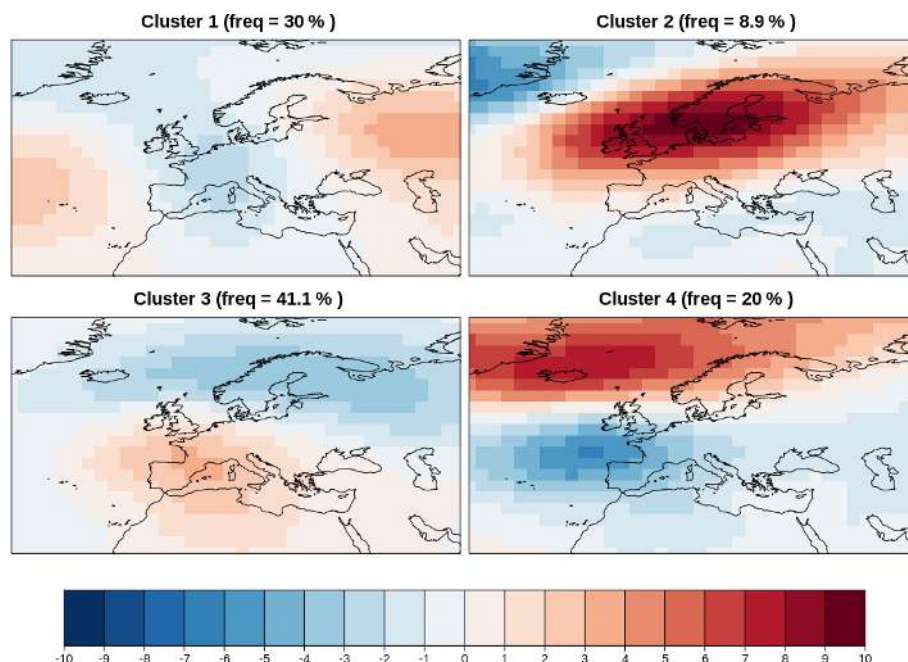 Cluster 1 (freq = 30 % )
Cluster 2 (freq = 8.9 % )
Cluster 3 (freq = 41.1 % )
Cluster 4 (freq = 20 % )
-10 -9 -8 -7 -6 -5 -4 -3 -2 -1 0 1 2 3 4 5 6 7 8 9 10